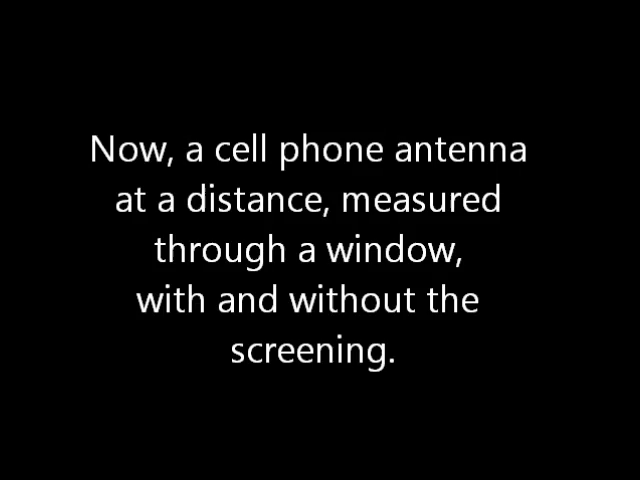 Now, a cell phone antenna
at a distance, measured
through a window,
with and without the
screening.